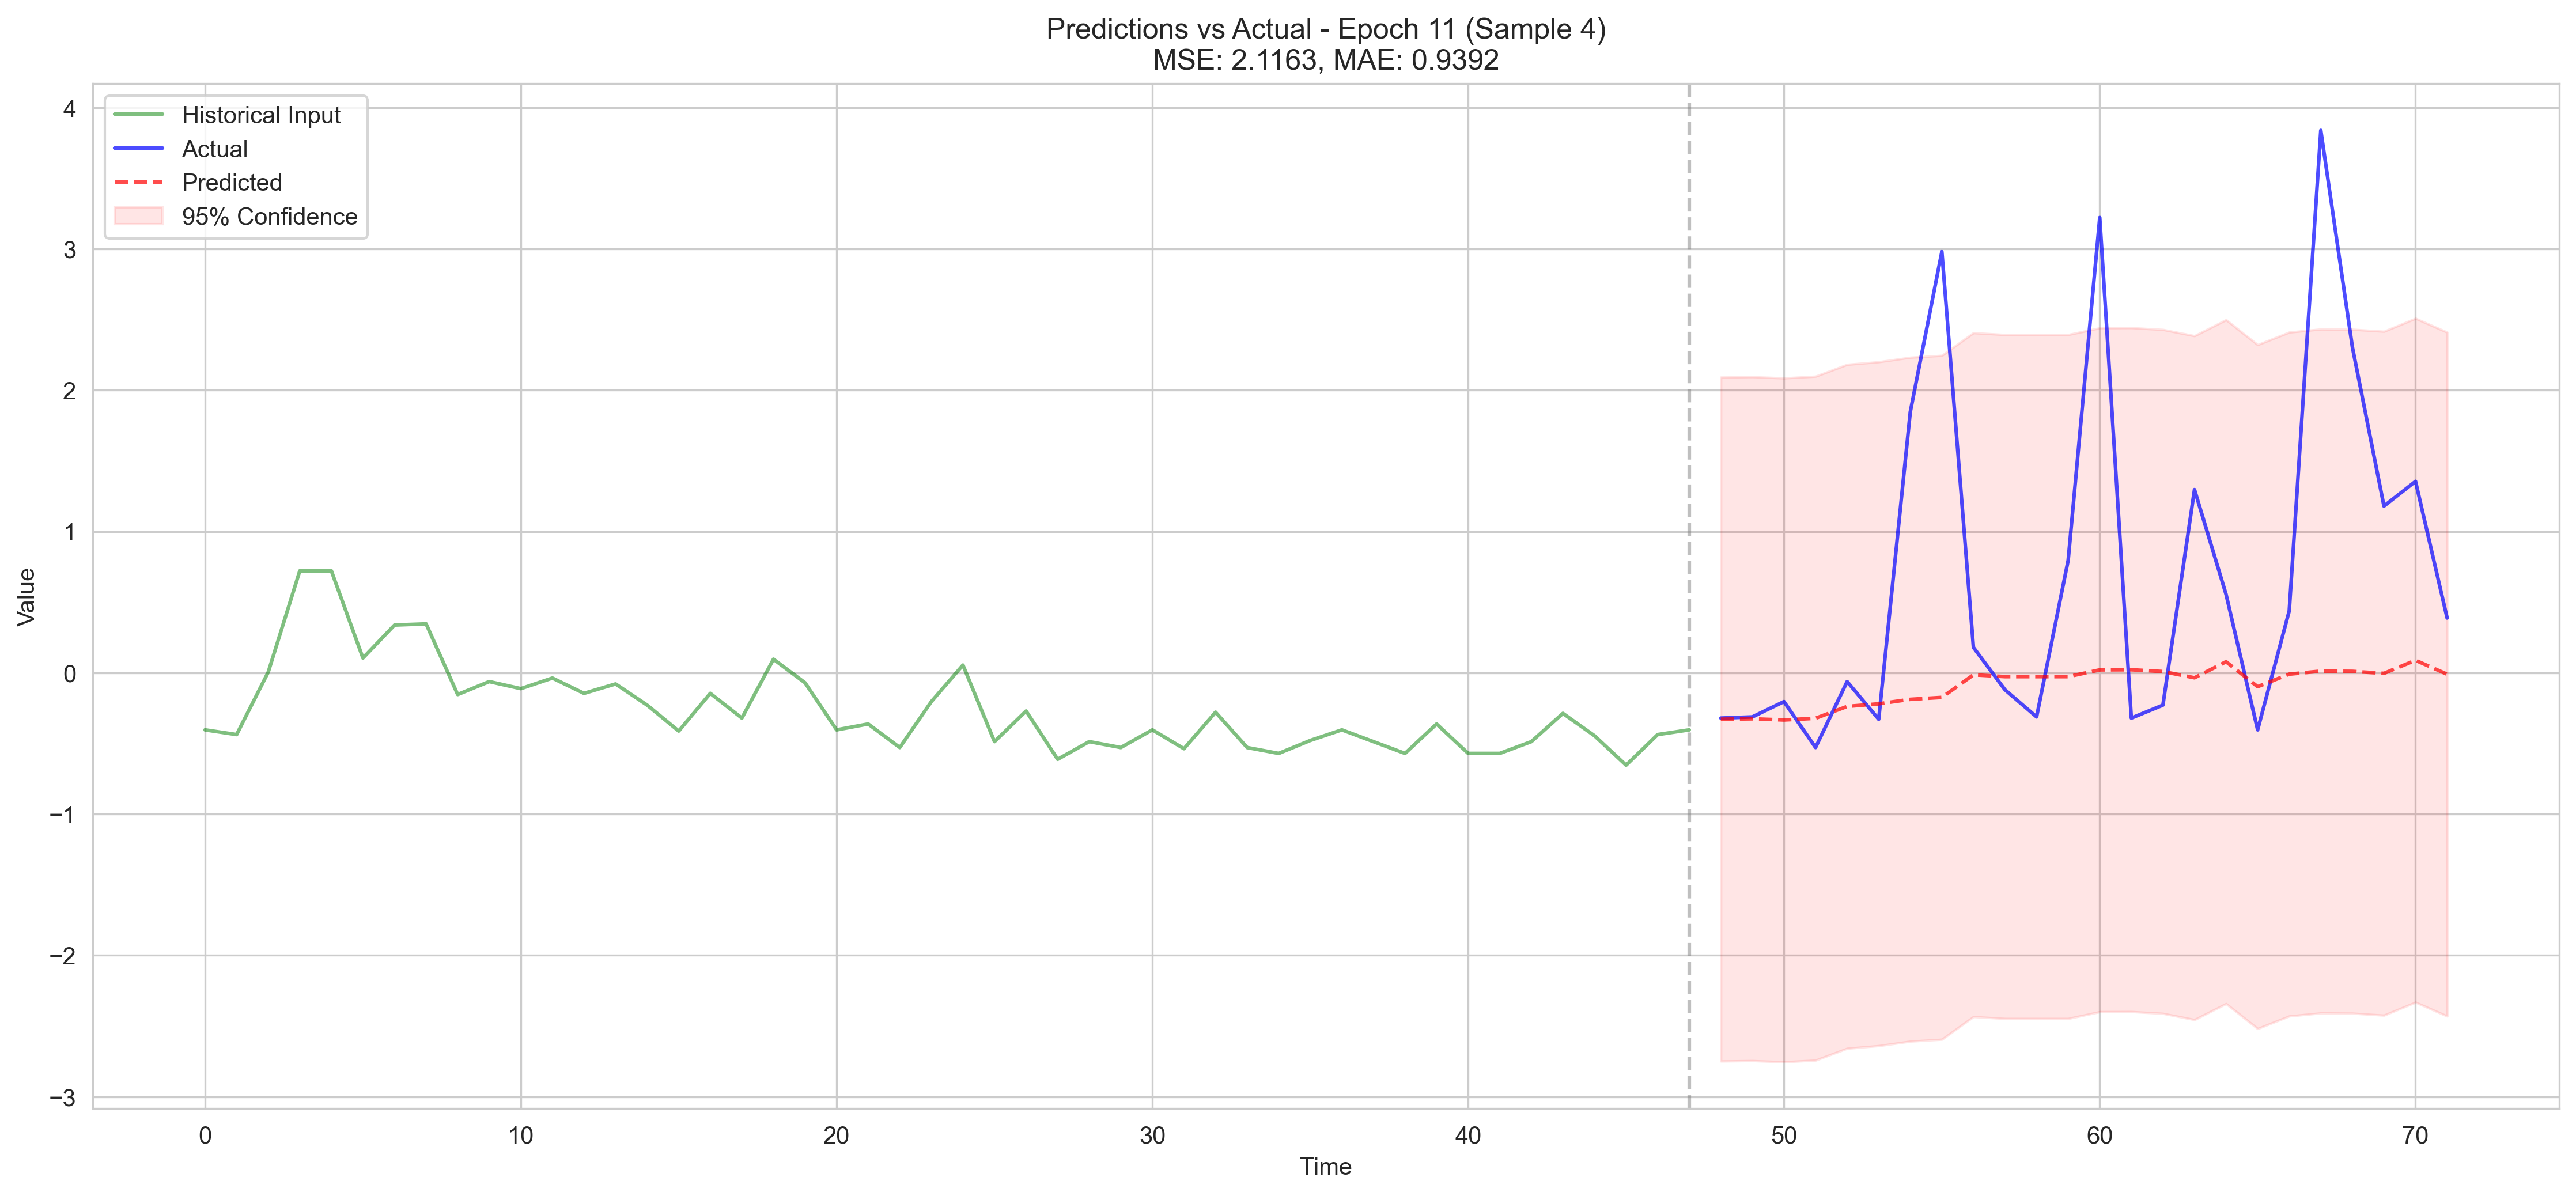 Predictions vs Actual - Epoch 11 (Sample 4)
MSE: 2.1163, MAE: 0.9392
Historical Input
Actual
Predicted
95% Confidence
4
3
2
1
0
−1
−2
−3
Value
0 10 20 30 40 50 60 70
Time